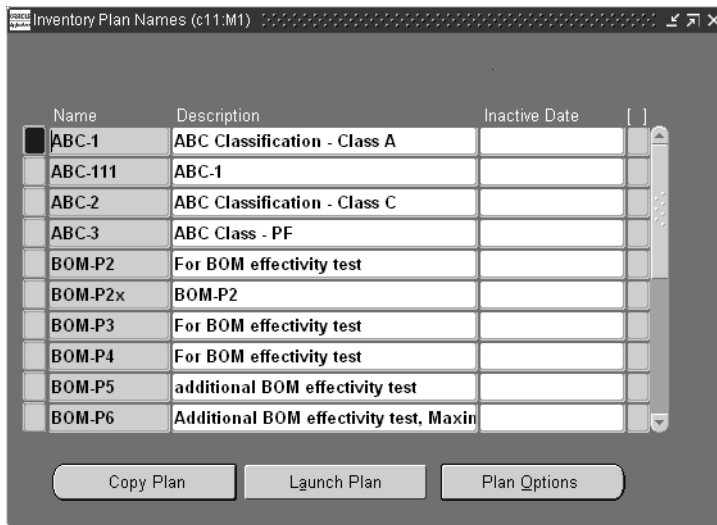 ORACLE
Inventory Plan Names (c11:M1)
Name Description Inactive Date [ ]
ABC-1 ABC Classification - Class A
ABC-111 ABC-1
ABC-2 ABC Classification - Class C
ABC-3 ABC Class - PF
BOM-P2 For BOM effectivity test
BOM-P2x BOM-P2
BOM-P3 For BOM effectivity test
BOM-P4 For BOM effectivity test
BOM-P5 additional BOM effectivity test
BOM-P6 Additional BOM effectivity test, Maxin
Copy Plan Launch Plan Plan Options